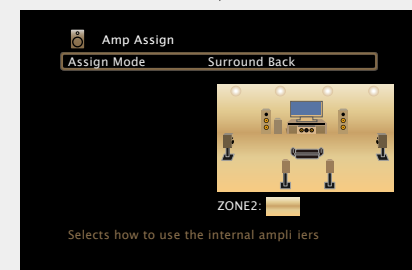 Amp Assign
Assign Mode Surround Back
ZONE2:
Selects how to use the internal ampli iers